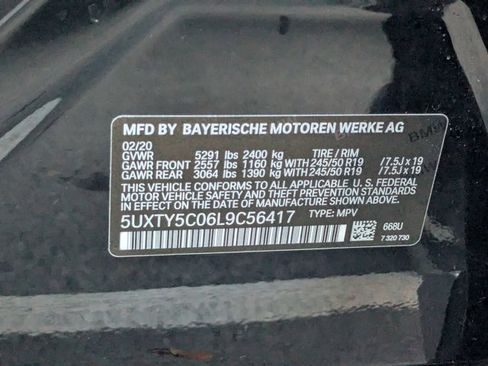 MFD BY BAYERISCHE MOTOREN WERKE AG
02/20
GVWR 5291 lbs 2400 kg TIRE / RIM
GAWR FRONT 2557 lbs 1160 kg WITH 245/50 R19 /7.5J x 19
GAWR REAR 3064 lbs 1390 kg WITH 245/50 R19 /7.5J x 19
THIS VEHICLE CONFORMS TO ALL APPLICABLE U.S. FEDERAL
MOTOR VEHICLE SAFETY AND THEFT PREVENTION STANDARDS
IN EFFECT ON THE DATE OF MANUFACTURE SHOWN ABOVE.
5UXTY5C06L9C56417 TYPE: MPV
668U
7 320 730